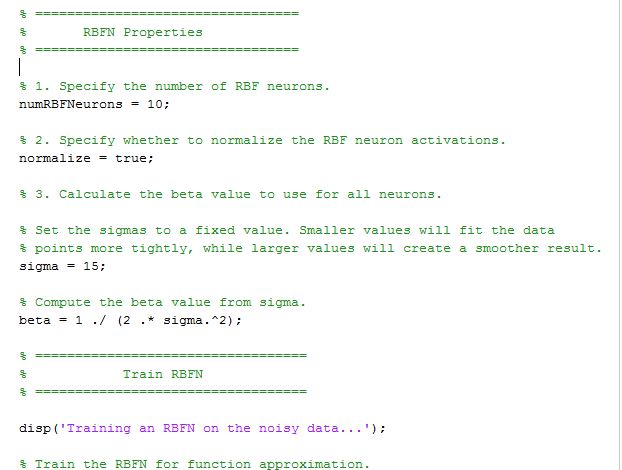 % =================================
%       RBFN Properties
% =================================
% 1. Specify the number of RBF neurons.
numRBFNeurons = 10;
% 2. Specify whether to normalize the RBF neuron activations.
normalize = true;
% 3. Calculate the beta value to use for all neurons.
% Set the sigmas to a fixed value. Smaller values will fit the data
% points more tightly, while larger values will create a smoother result.
sigma = 15;
% Compute the beta value from sigma.
beta = 1 ./ (2 .* sigma.^2);
% ==================================
%            Train RBFN
% ==================================
disp('Training an RBFN on the noisy data...');
% Train the RBFN for function approximation.